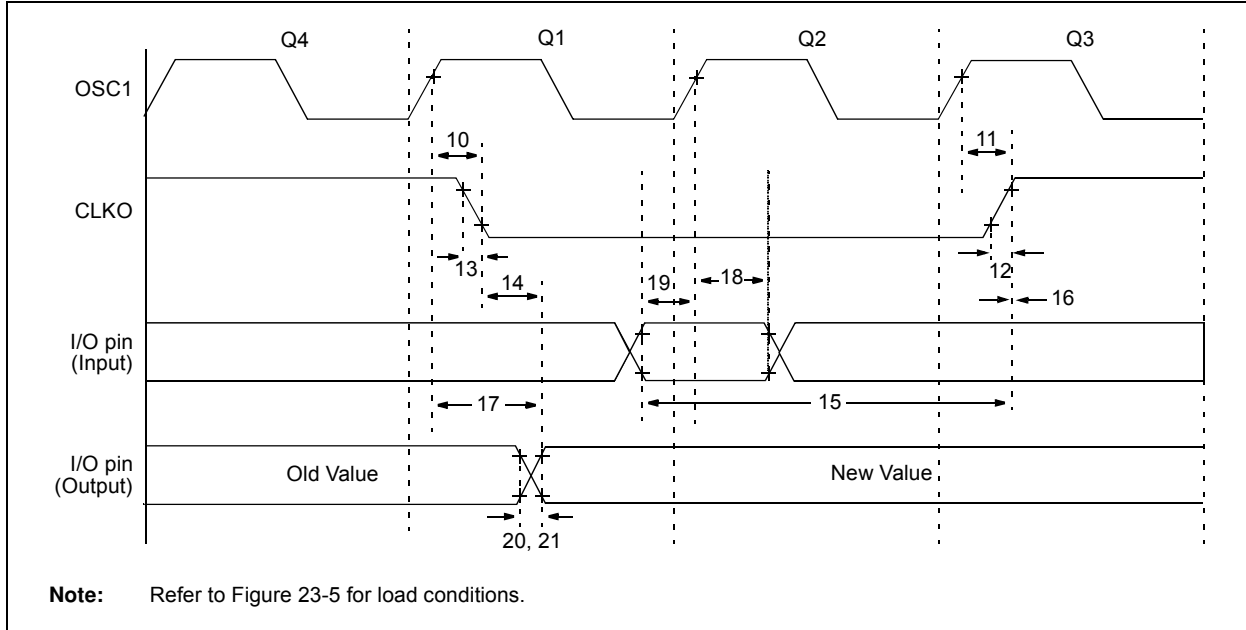 Q4 Q1 Q2 Q3
OSC1
10
11
CLKO
13
14
19
18
12
16
I/O pin
(Input)
17
15
I/O pin
(Output)
Old Value
New Value
20, 21
Note: Refer to Figure 23-5 for load conditions.